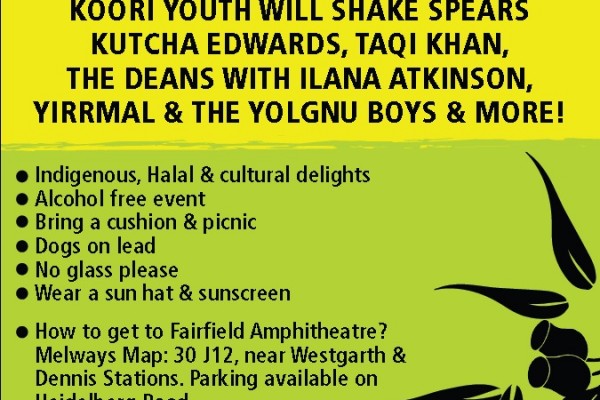 KOORI YOUTH WILL SHAKE SPEARS
KUTCHA EDWARDS, TAQI KHAN,
THE DEANS WITH ILANA ATKINSON,
YIRRMAL & THE YOLGNU BOYS & MORE!
● Indigenous, Halal & cultural delights
● Alcohol free event
● Bring a cushion & picnic
● Dogs on lead
● No glass please
● Wear a sun hat & sunscreen
● How to get to Fairfield Amphitheatre?
Melways Map: 30 J12, near Westgarth &
Dennis Stations. Parking available on
Heidelberg Road